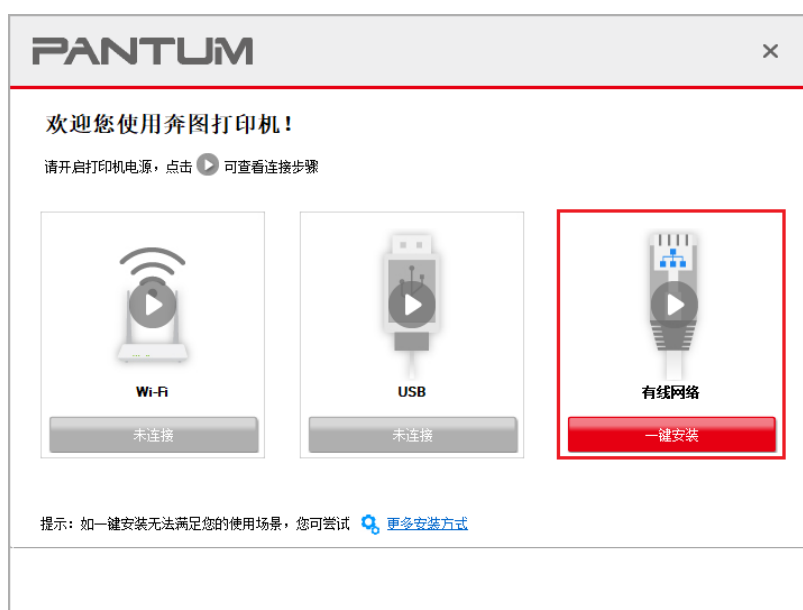 PANTUM
欢迎您使用奔图打印机！
请开启打印机电源，点击 可查看连接步骤
Wi-Fi
USB
有线网络
未连接
未连接
一键安装
提示：如一键安装无法满足您的使用场景，您可尝试 更多安装方式